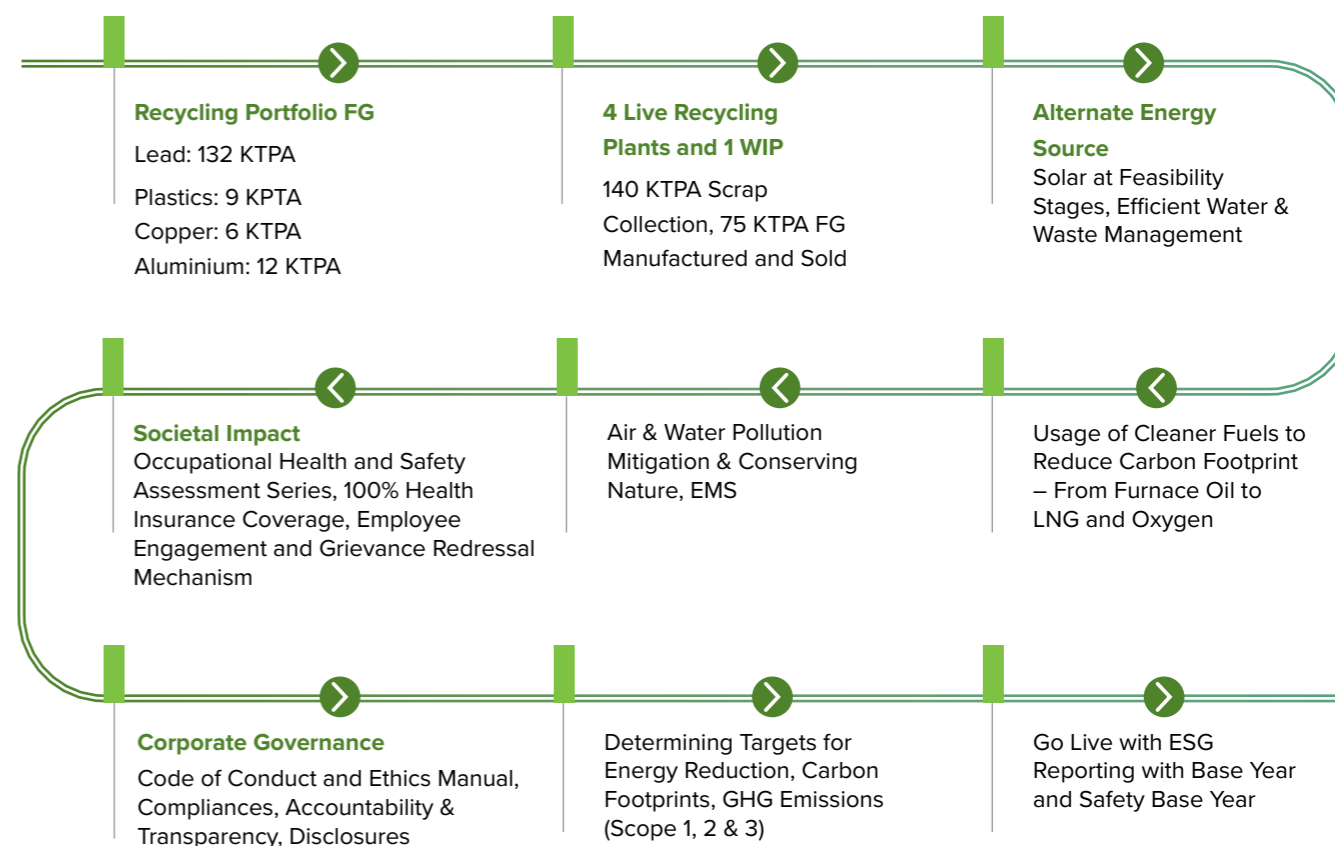 Recycling Portfolio FG
Lead: 132 KTPA
Plastics: 9 KPTA
Copper: 6 KTPA
Aluminium: 12 KTPA
4 Live Recycling
Plants and 1 WIP
140 KTPA Scrap
Collection, 75 KTPA FG
Manufactured and Sold
Alternate Energy
Source
Solar at Feasibility
Stages, Efficient Water &
Waste Management
Usage of Cleaner Fuels to
Reduce Carbon Footprint
– From Furnace Oil to
LNG and Oxygen
Air & Water Pollution
Mitigation & Conserving
Nature, EMS
Societal Impact
Occupational Health and Safety
Assessment Series, 100% Health
Insurance Coverage, Employee
Engagement and Grievance Redressal
Mechanism
Corporate Governance
Code of Conduct and Ethics Manual,
Compliances, Accountability &
Transparency, Disclosures
Determining Targets for
Energy Reduction, Carbon
Footprints, GHG Emissions
(Scope 1, 2 & 3)
Go Live with ESG
Reporting with Base Year
and Safety Base Year